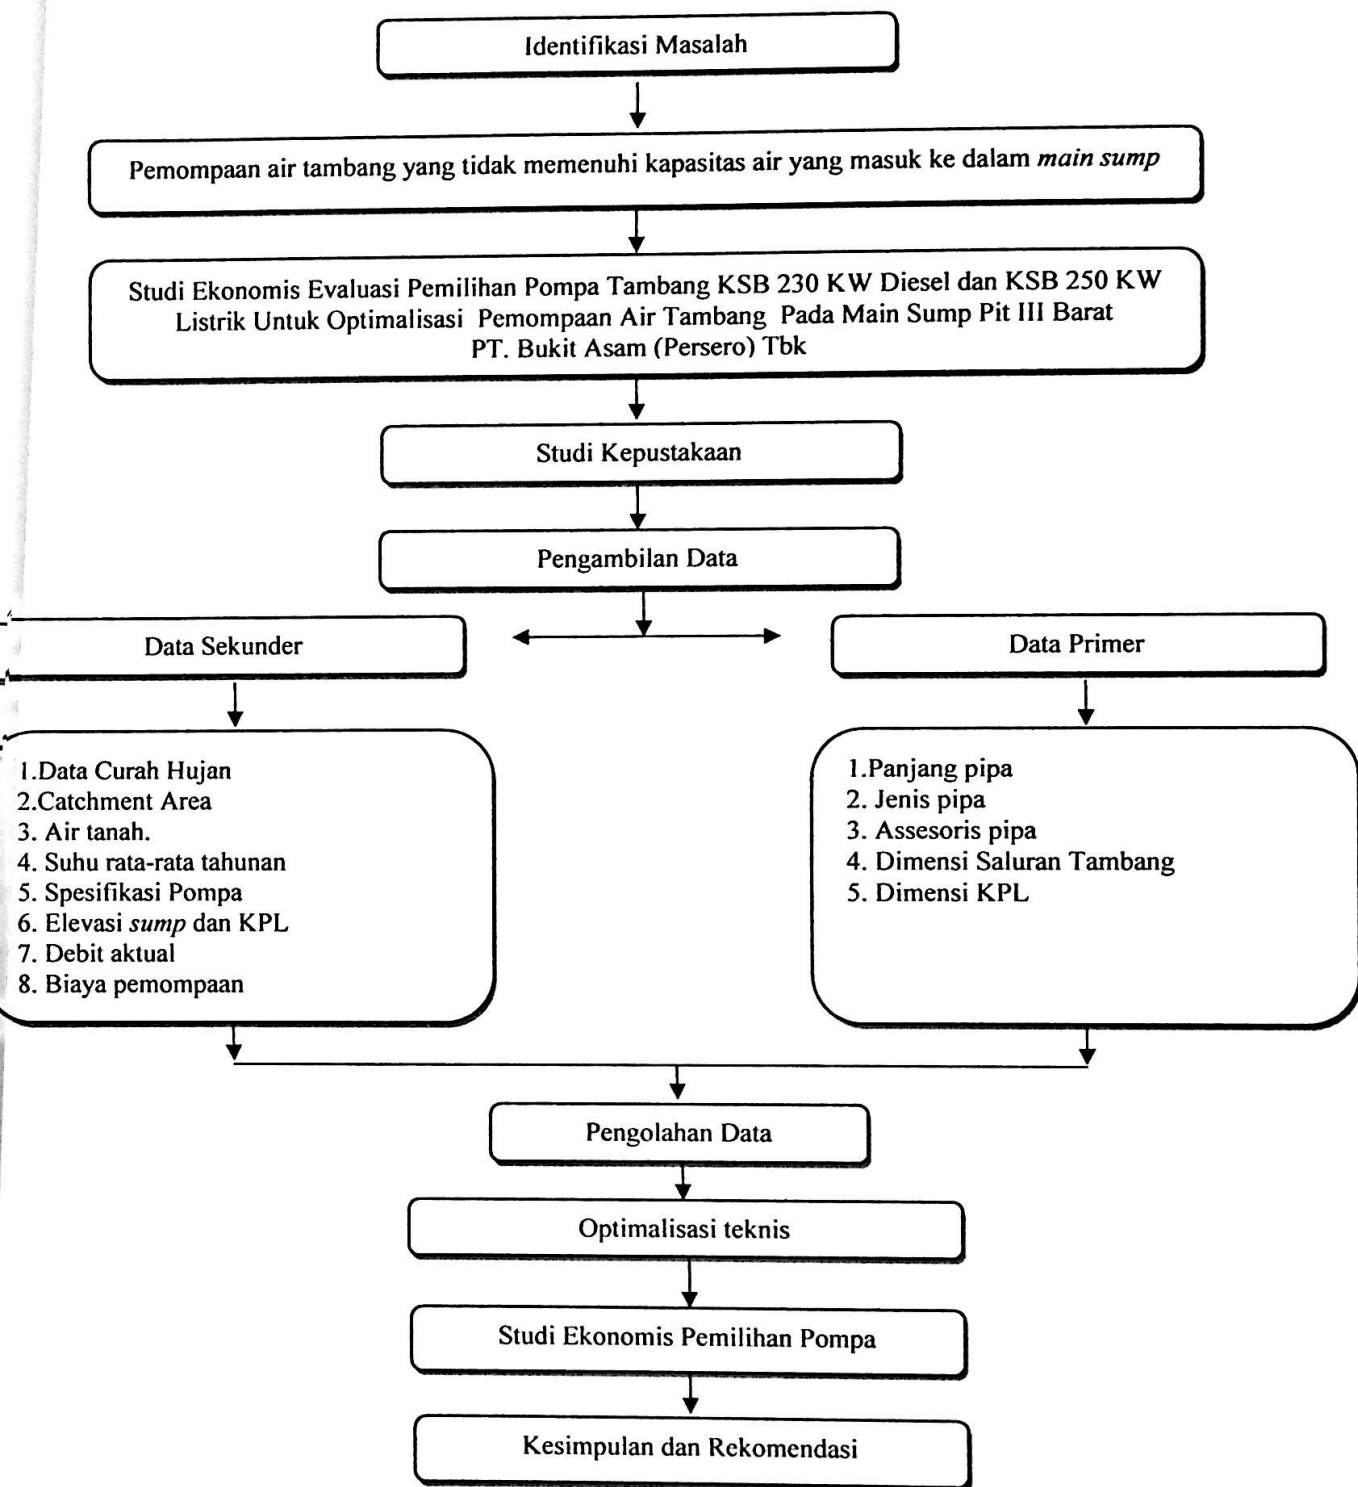 Identifikasi Masalah
Pemompaan air tambang yang tidak memenuhi kapasitas air yang masuk ke dalam main sump
Studi Ekonomis Evaluasi Pemilihan Pompa Tambang KSB 230 KW Diesel dan KSB 250 KW
Listrik Untuk Optimalisasi Pemompaan Air Tambang Pada Main Sump Pit III Barat
PT. Bukit Asam (Persero) Tbk
Studi Kepustakaan
Pengambilan Data
Data Sekunder
Data Primer
1.Data Curah Hujan
2.Catchment Area
3. Air tanah.
4. Suhu rata-rata tahunan
5. Spesifikasi Pompa
6. Elevasi sump dan KPL
7. Debit aktual
8. Biaya pemompaan
1.Panjang pipa
2. Jenis pipa
3. Assesoris pipa
4. Dimensi Saluran Tambang
5. Dimensi KPL
Pengolahan Data
Optimalisasi teknis
Studi Ekonomis Pemilihan Pompa
Kesimpulan dan Rekomendasi